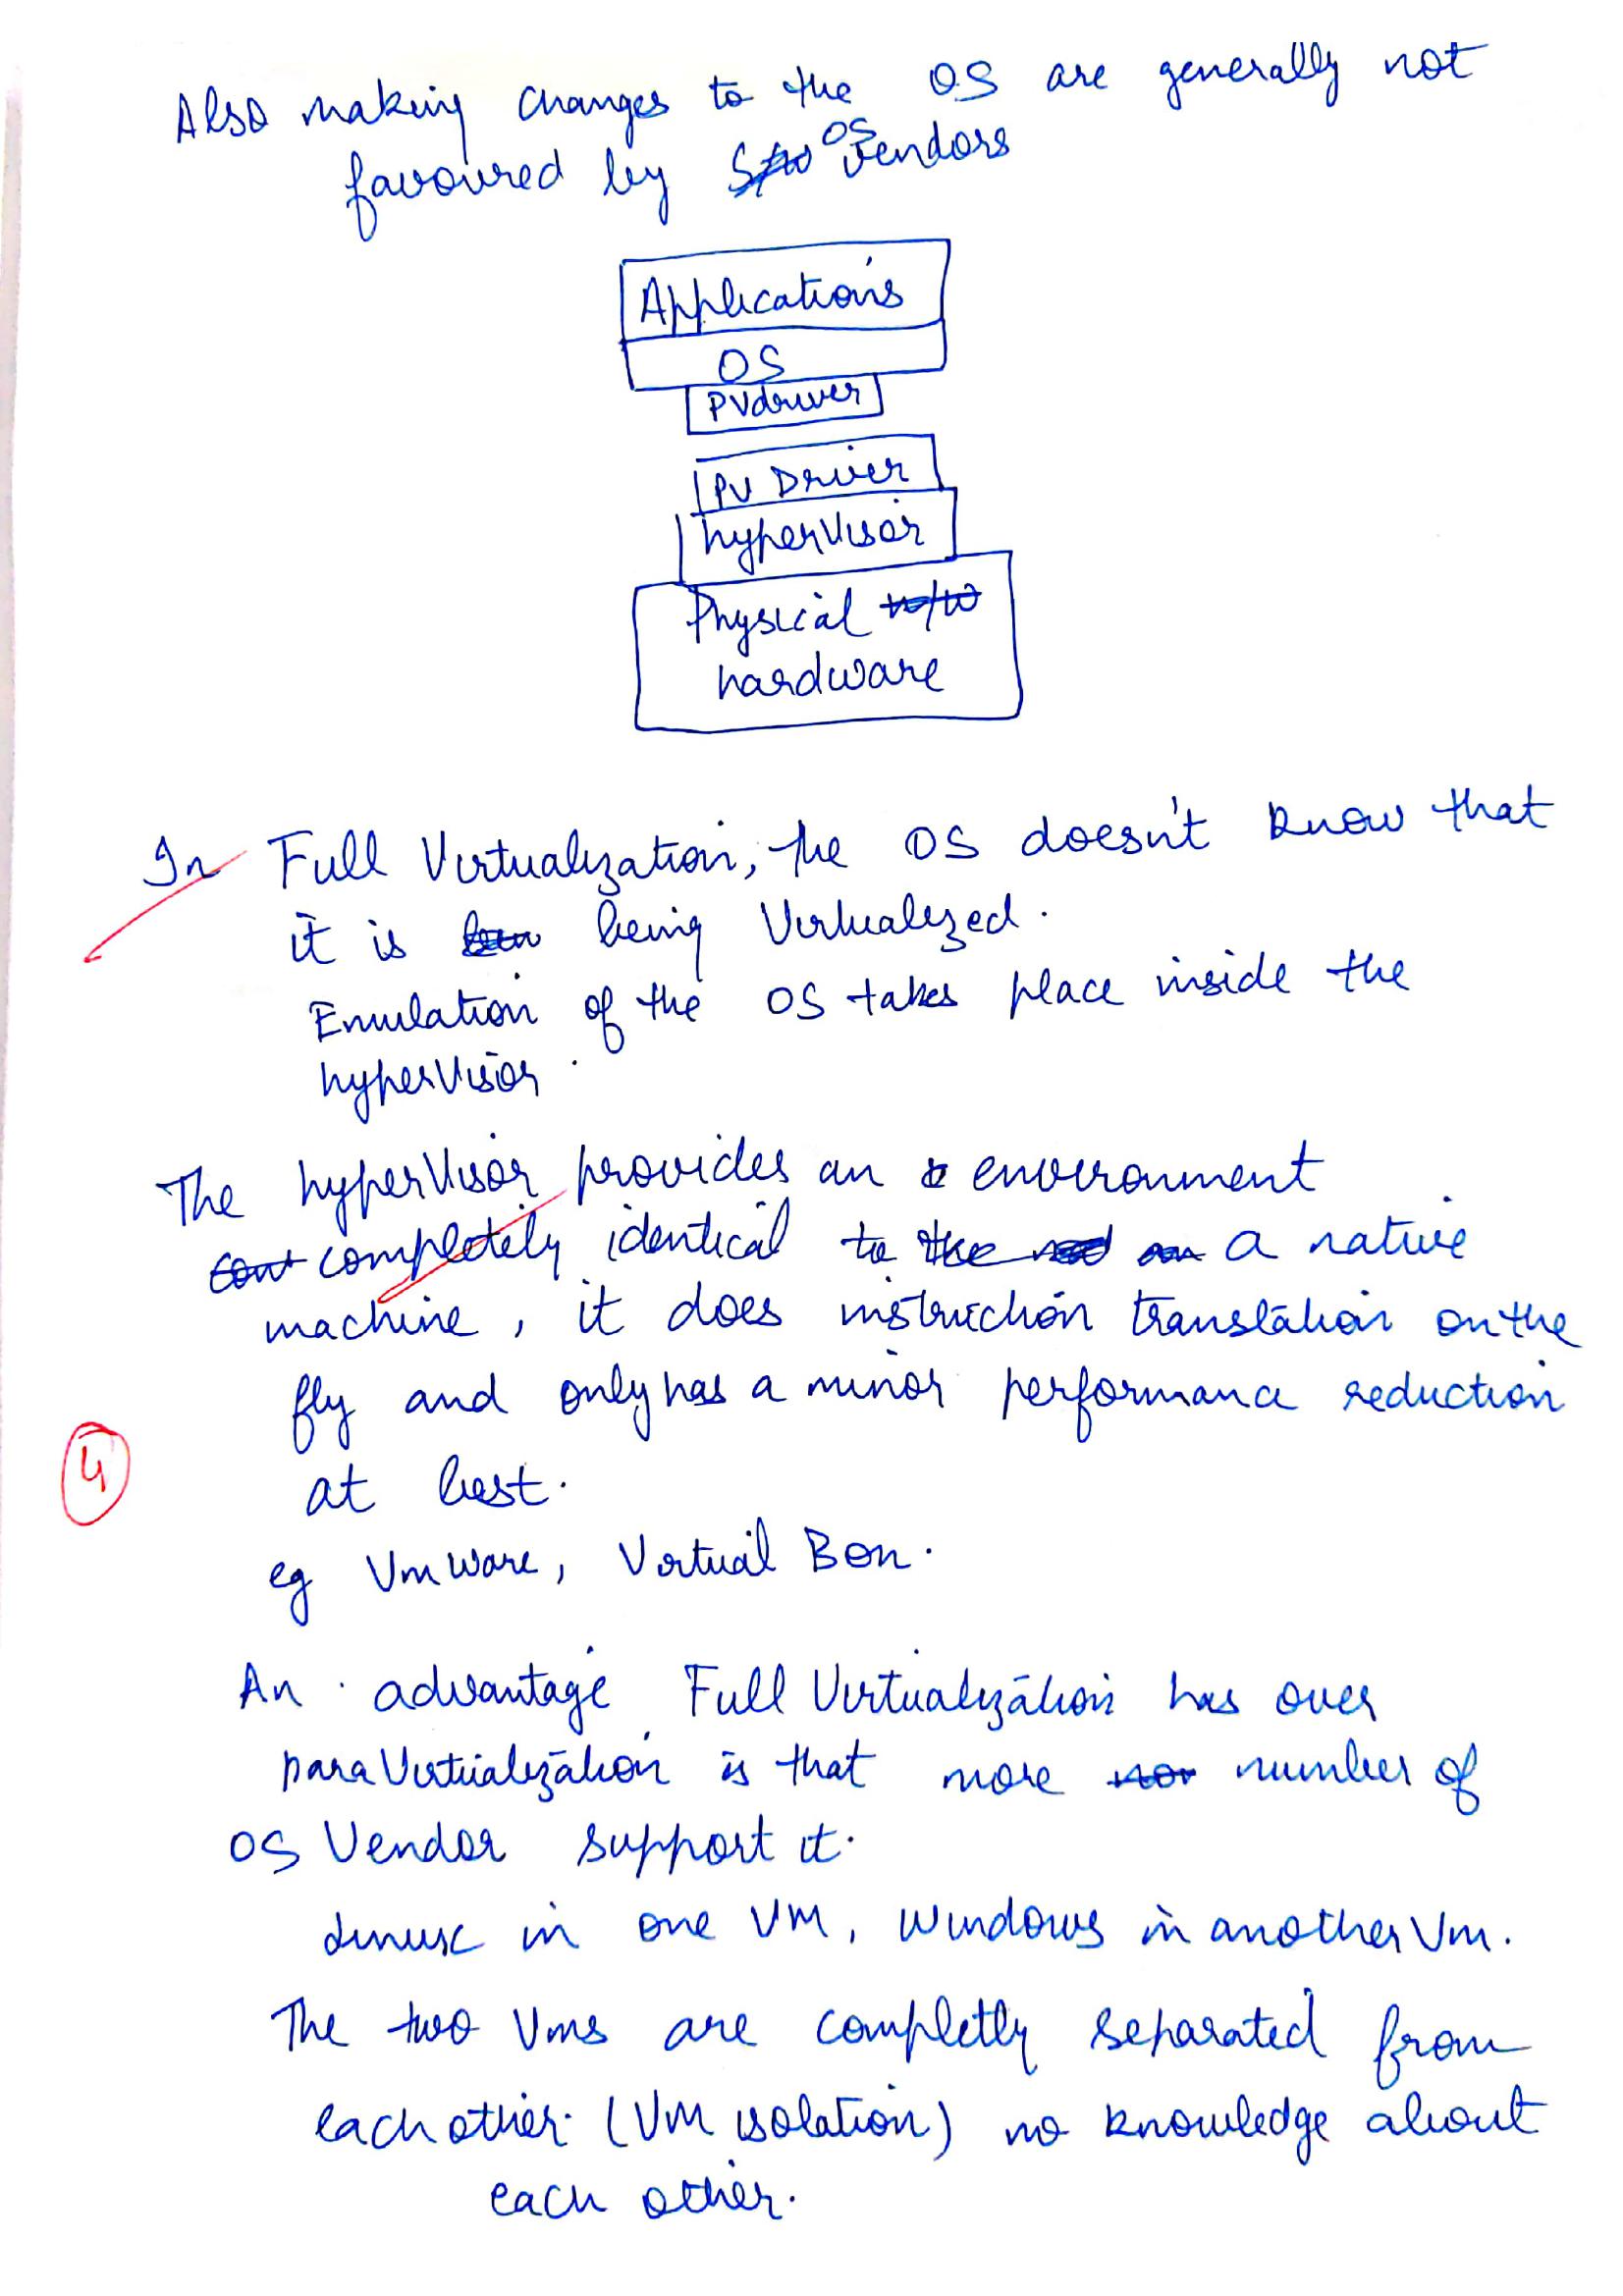 Also making changes to the OS are generally not
favoured by OS vendors
Applications
OS
PVdriver
PV Driver
hypervisor
Physical
hardware
In Full Virtualization, the OS doesn't know that
it is being Virtualized.
Emulation of the OS takes place inside the
hypervisor.
The hypervisor provides an environment
completely identical to a native
machine, it does instruction translation on the
fly and only has a minor performance reduction
at best.
4
eg VmWare, Virtual Box.
An advantage Full Virtualization has over
paraVirtualization is that more number of
OS Vendor support it.
Linux in one VM, Windows in another Vm.
The two Vms are completly separated from
each other. (VM isolation) no knowledge about
each other.